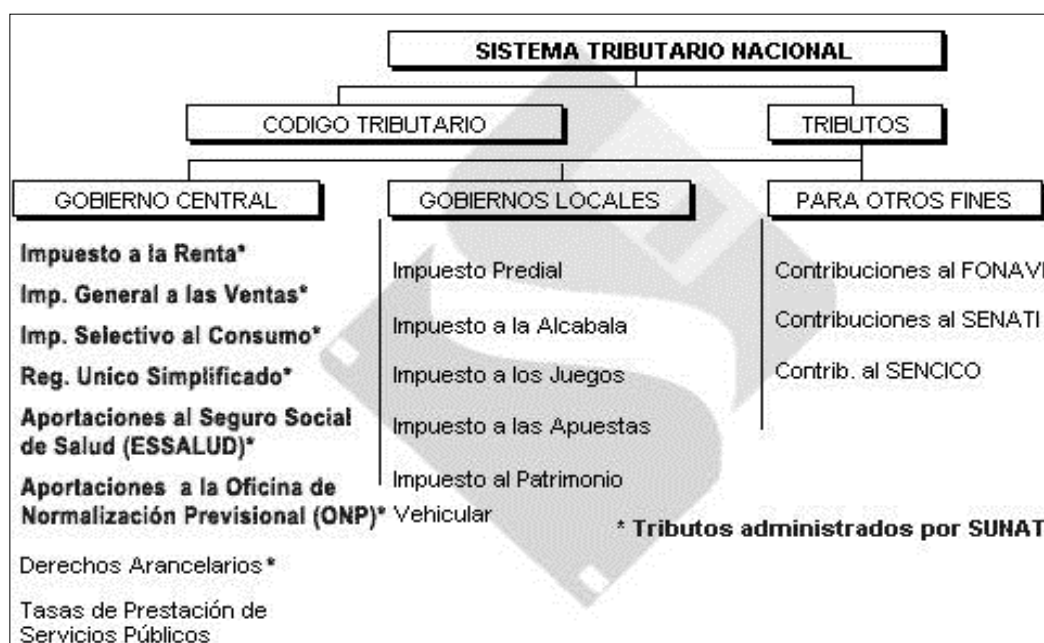 SISTEMA TRIBUTARIO NACIONAL
CODIGO TRIBUTARIO
TRIBUTOS
GOBIERNO CENTRAL
Impuesto a la Renta*
Imp. General a las Ventas*
Imp. Selectivo al Consumo*
Reg. Unico Simplificado*
Aportaciones al Seguro Social
de Salud (ESSALUD)*
Aportaciones a la Oficina de
Normalización Previsional (ONP)*
Derechos Arancelarios*
Tasas de Prestación de
Servicios Públicos
GOBIERNOS LOCALES
Impuesto Predial
Impuesto a la Alcabala
Impuesto a los Juegos
Impuesto a las Apuestas
Impuesto al Patrimonio
Vehicular
PARA OTROS FINES
Contribuciones al FONAVI
Contribuciones al SENATI
Contrib. al SENCICO
* Tributos administrados por SUNAT